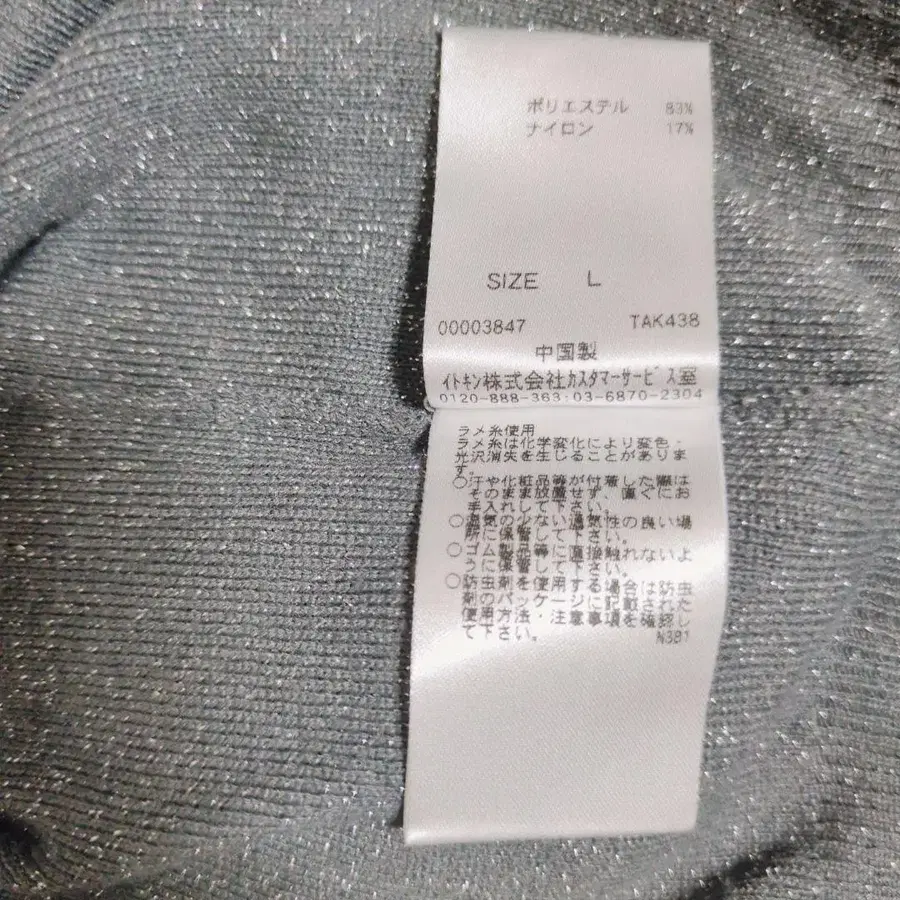 ポリエステル 83%
ナイロン 17%
SIZE L
00003847 TAK438
中国製
イトキン株式会社カスタマーサービス室
0120-888-363:03-6870-2304
ラメ糸使用
ラメ糸は化学変化により変色・
光沢消失を生じることがありま
す。
○汗や化粧品等が付着した際は
そのまま放置せず、直ぐにお
手入れして下さい。
○湿気の少ない通気性の良い場
所に保管して下さい。
○ゴム製品等に直接触れないよ
うに保管して下さい。
○防虫剤を使用する場合は防虫
剤のパッケージに記載された
使用方法・注意事項を確認し
て下さい。
N381